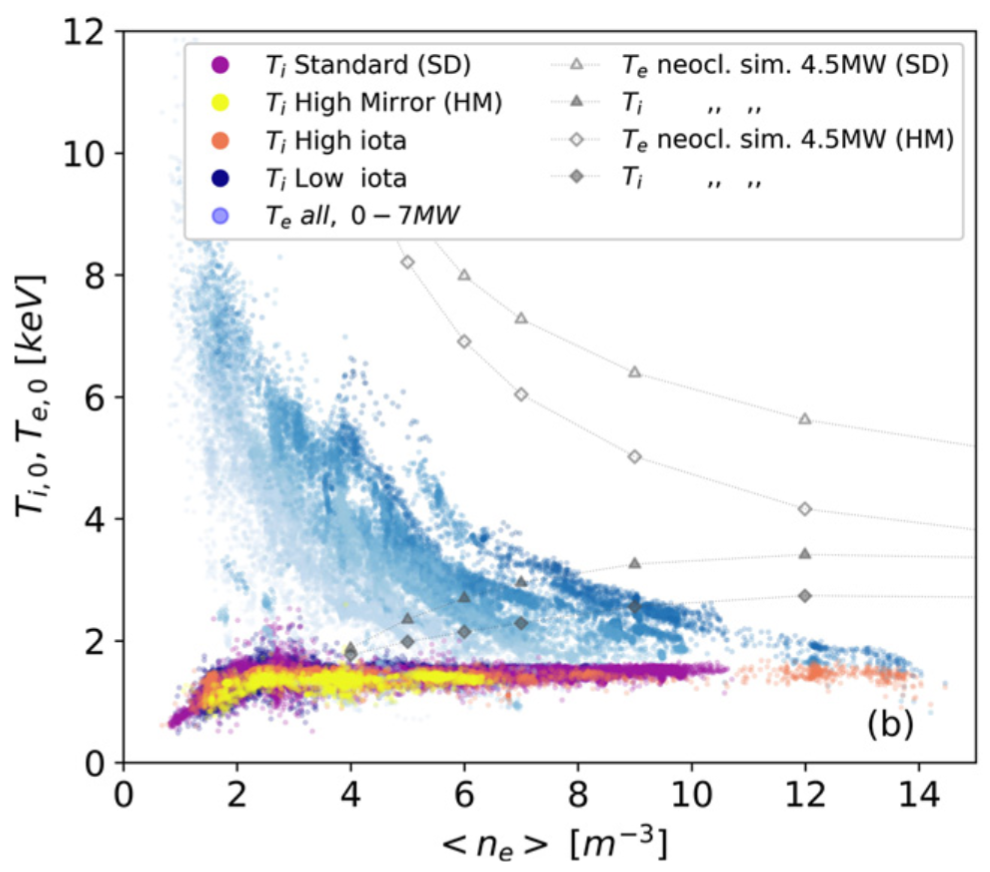 12
10
8
6
4
2
0
T_{i,0}, T_{e,0} [keV]
T_i Standard (SD)
T_i High Mirror (HM)
T_i High iota
T_i Low iota
T_e all, 0 − 7MW
T_e neocl. sim. 4.5MW (SD)
T_i ,, ,,
T_e neocl. sim. 4.5MW (HM)
T_i ,, ,,
(b)
0 2 4 6 8 10 12 14
< n_e > [m^{−3}]